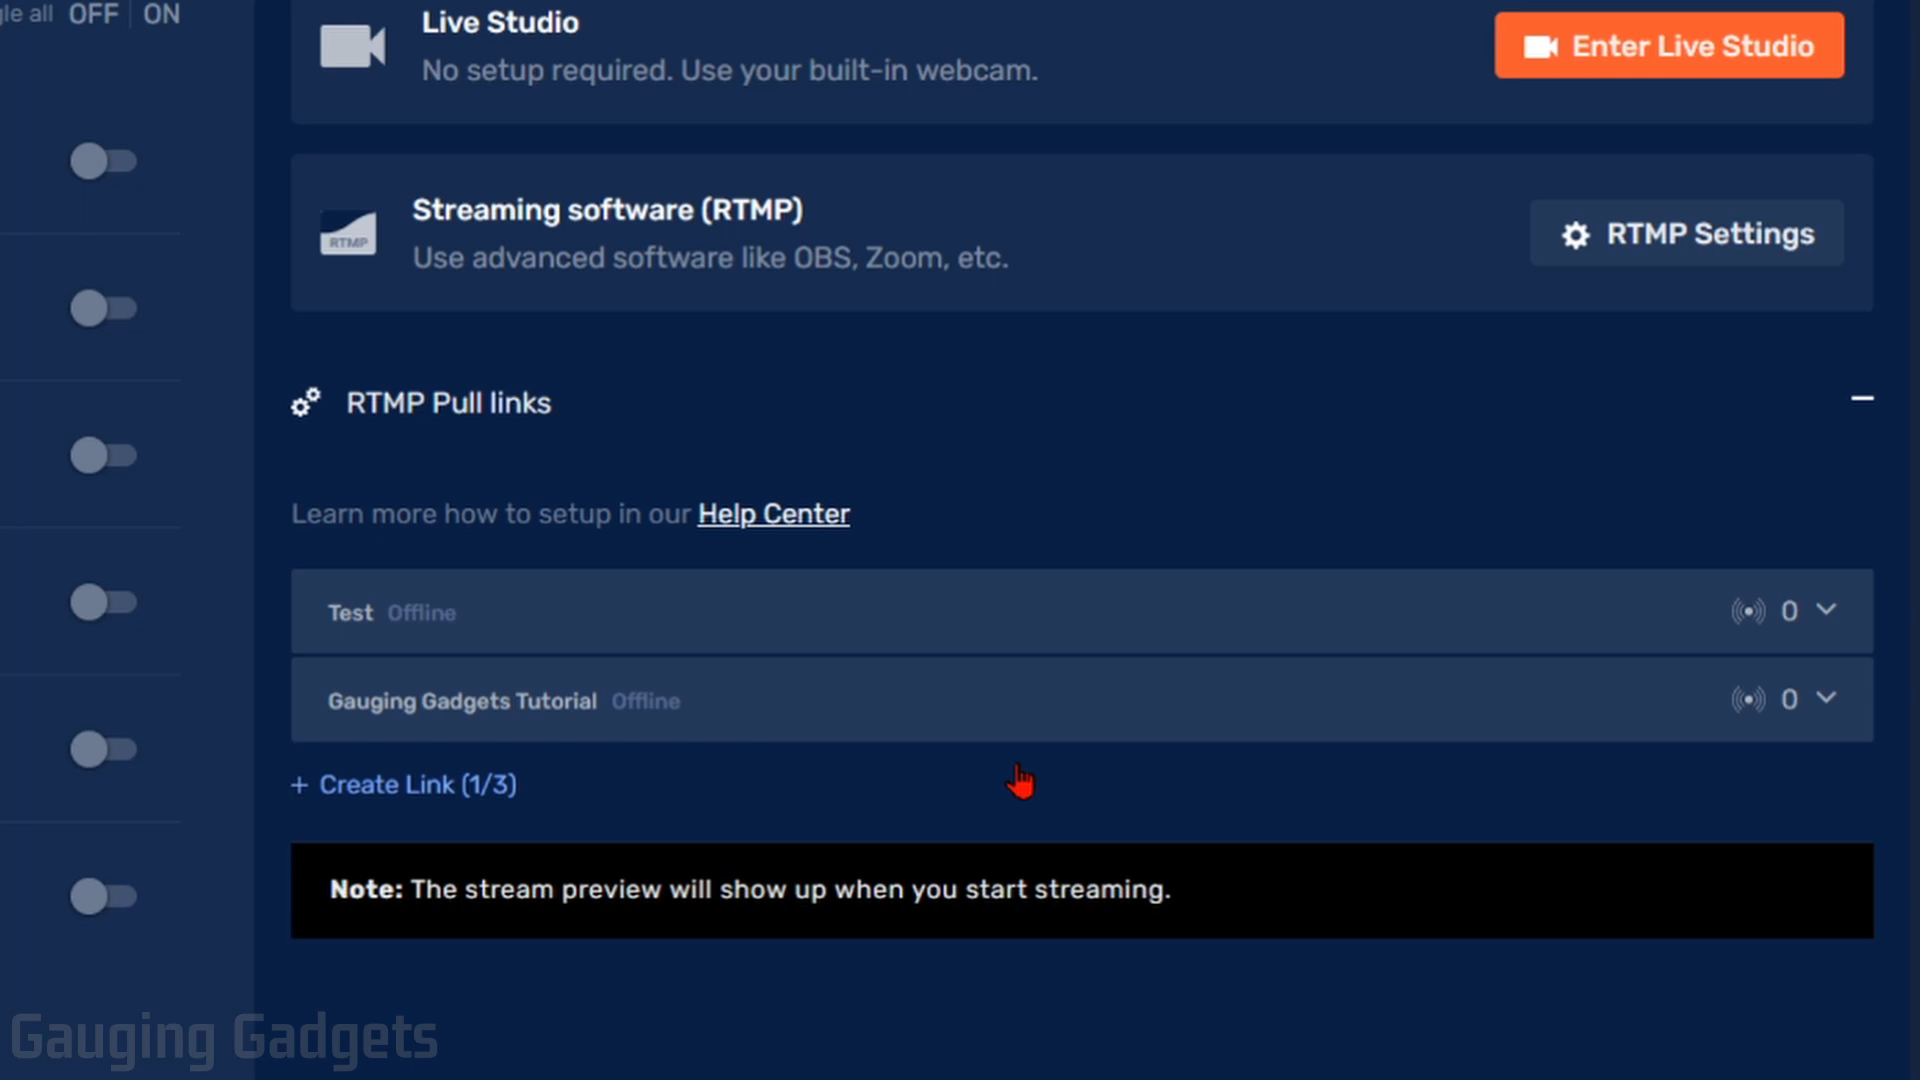 gle all OFF ON
Live Studio
No setup required. Use your built-in webcam.
Enter Live Studio
Streaming software (RTMP)
Use advanced software like OBS, Zoom, etc.
RTMP
RTMP Settings
RTMP Pull links
Learn more how to setup in our Help Center
Test Offline 0
Gauging Gadgets Tutorial Offline 0
+ Create Link (1/3)
Note: The stream preview will show up when you start streaming.
Gauging Gadgets